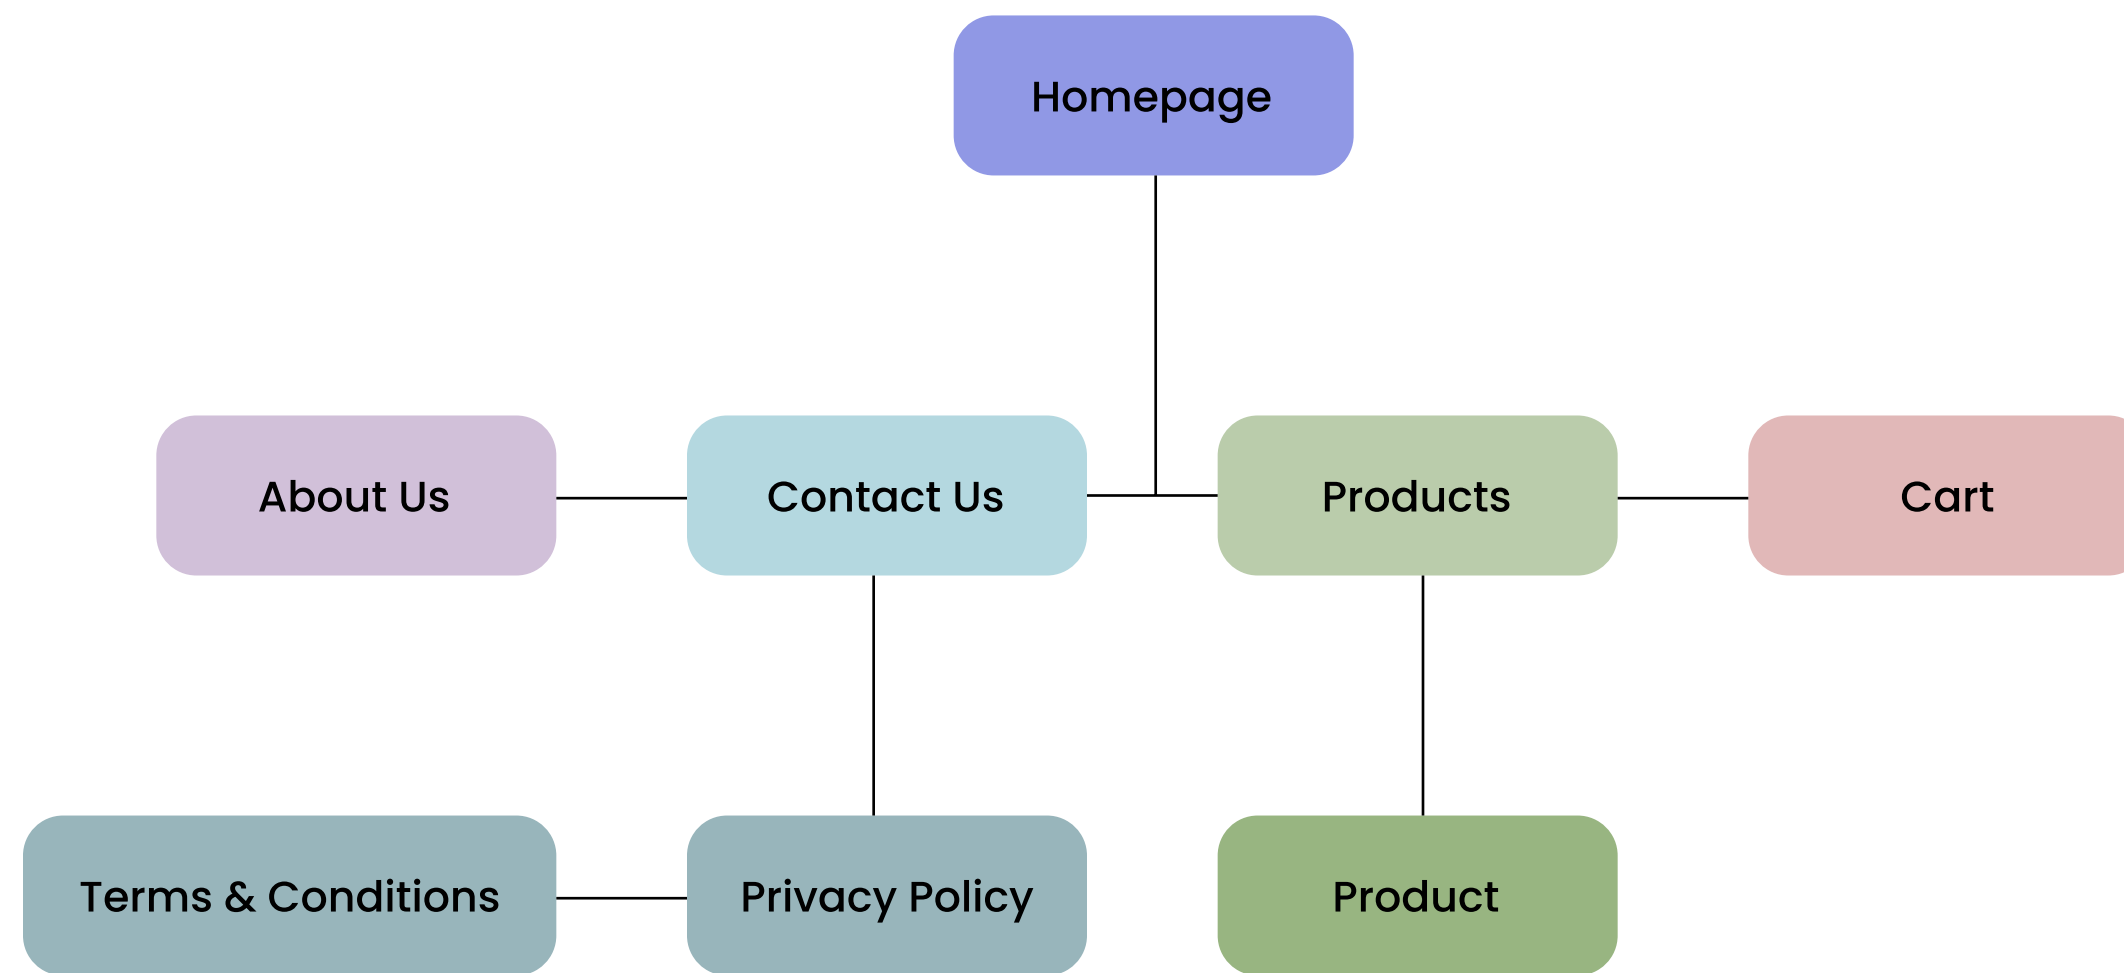 Homepage
About Us
Contact Us
Products
Cart
Terms & Conditions
Privacy Policy
Product